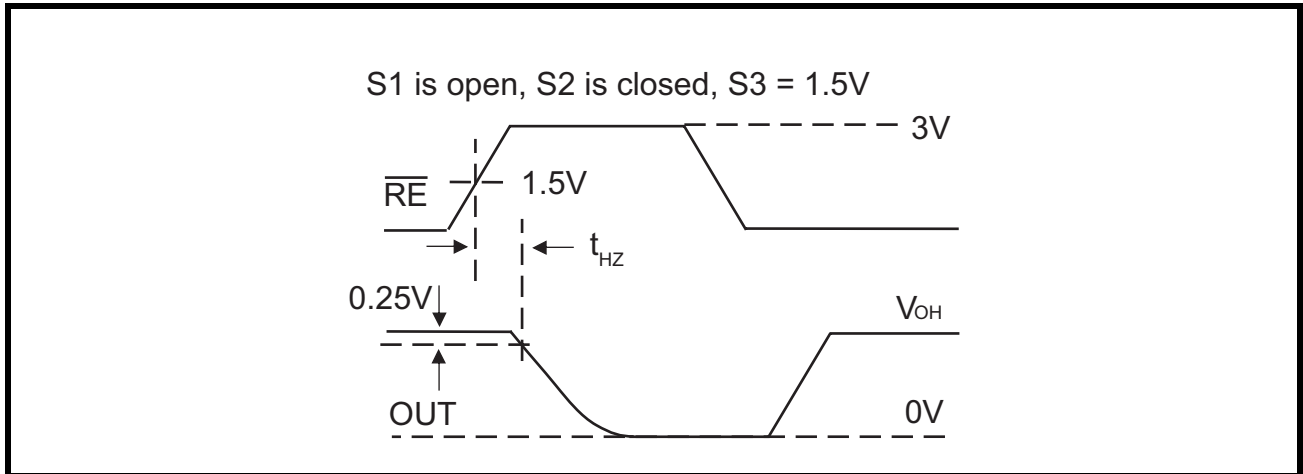 S1 is open, S2 is closed, S3 = 1.5V
3V
RE
1.5V
tHZ
0.25V
VOH
OUT
0V